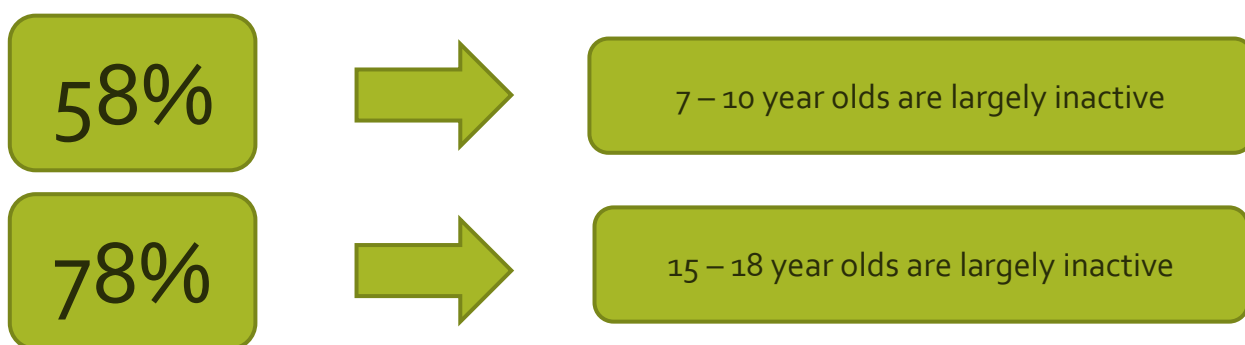 58%
7 – 10 year olds are largely inactive
78%
15 – 18 year olds are largely inactive